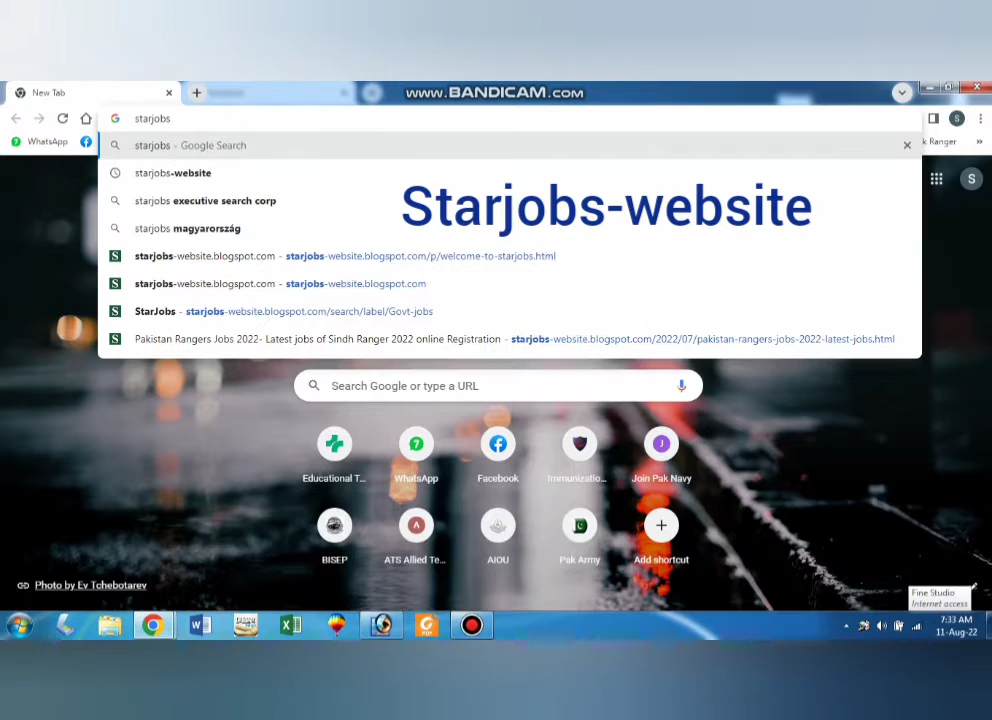 www.BANDICAM.com
New Tab
starjobs
WhatsApp
k Ranger
starjobs - Google Search
starjobs-website
starjobs executive search corp
starjobs magyarország
Starjobs-website
starjobs-website.blogspot.com - starjobs-website.blogspot.com/p/welcome-to-starjobs.html
starjobs-website.blogspot.com - starjobs-website.blogspot.com
StarJobs - starjobs-website.blogspot.com/search/label/Govt-jobs
Pakistan Rangers Jobs 2022- Latest jobs of Sindh Ranger 2022 online Registration - starjobs-website.blogspot.com/2022/07/pakistan-rangers-jobs-2022-latest-jobs.html
S
S
Search Google or type a URL
Educational T...
WhatsApp
Facebook
Immunizatio...
Join Pak Navy
BISEP
ATS Allied Te...
AIOU
Pak Army
Add shortcut
Photo by Ev Tchebotarev
Fine Studio
Internet access
7:33 AM
11-Aug-22